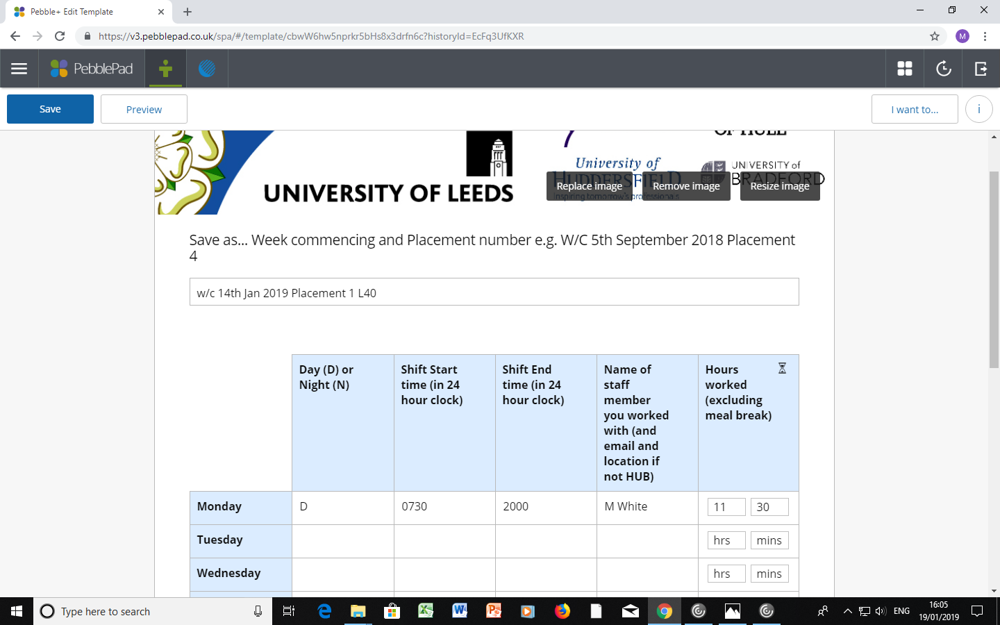 Pebble+ Edit Template
https://v3.pebblepad.co.uk/spa/#/template/cbwW6hw5nprkr5bHs8x3drfn6c?historyId=EcFq3UfKXR
M
PebblePad
Save
Preview
I want to...
i
UNIVERSITY OF LEEDS
University of
HUDDERSFIELD
Inspiring tomorrow's professionals
OF HULL
UNIVERSITY of
BRADFORD
Replace image
Remove image
Resize image
Save as... Week commencing and Placement number e.g. W/C 5th September 2018 Placement
4
w/c 14th Jan 2019 Placement 1 L40
Day (D) or
Night (N)
Shift Start
time (in 24
hour clock)
Shift End
time (in 24
hour clock)
Name of
staff
member
you worked
with (and
email and
location if
not HUB)
Hours
worked
(excluding
meal break)
Monday
D
0730
2000
M White
11
30
Tuesday
hrs
mins
Wednesday
hrs
mins
Type here to search
ENG
16:05
19/01/2019